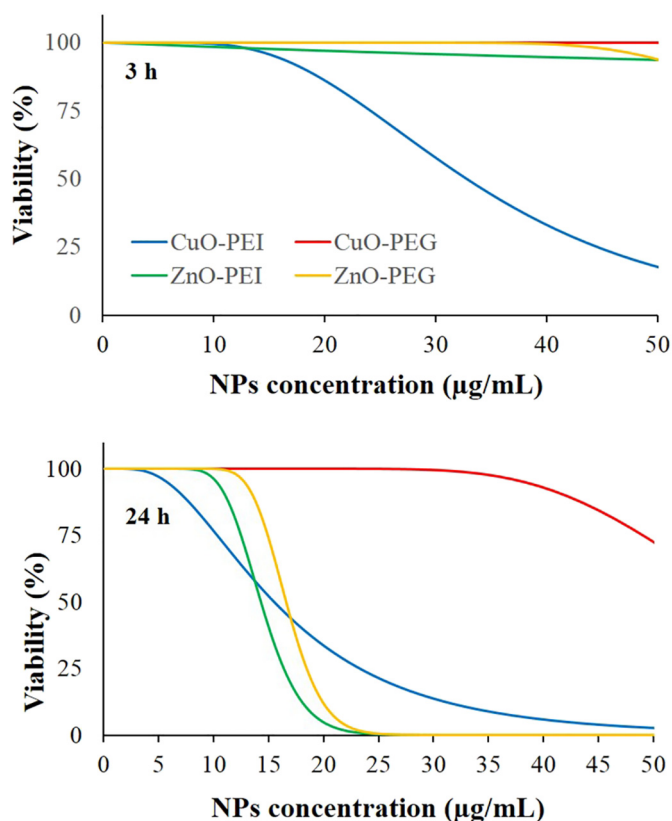 100
3 h
75
Viability (%)
50
CuO-PEI CuO-PEG
25
ZnO-PEI ZnO-PEG
0
0 10 20 30 40 50
NPs concentration (µg/mL)
100
24 h
75
Viability (%)
50
25
0
0 5 10 15 20 25 30 35 40 45 50
NPs concentration (µg/mL)